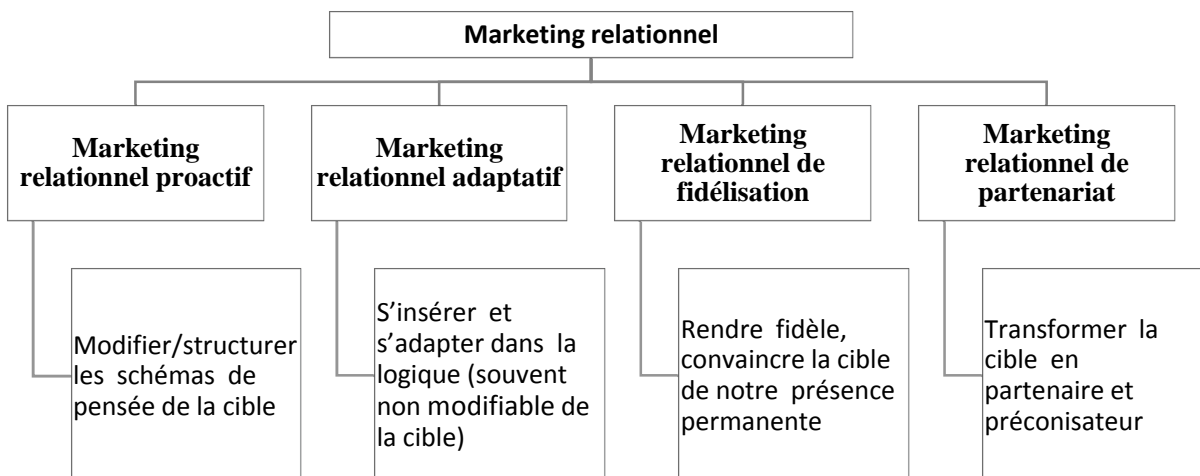 Marketing relationnel
Marketing
relationnel proactif
Modifier/structurer
les schémas de
pensée de la cible
Marketing
relationnel adaptatif
S’insérer et
s’adapter dans la
logique (souvent
non modifiable de
la cible)
Marketing
relationnel de
fidélisation
Rendre fidèle,
convaincre la cible
de notre présence
permanente
Marketing
relationnel de
partenariat
Transformer la
cible en
partenaire et
préconisateur